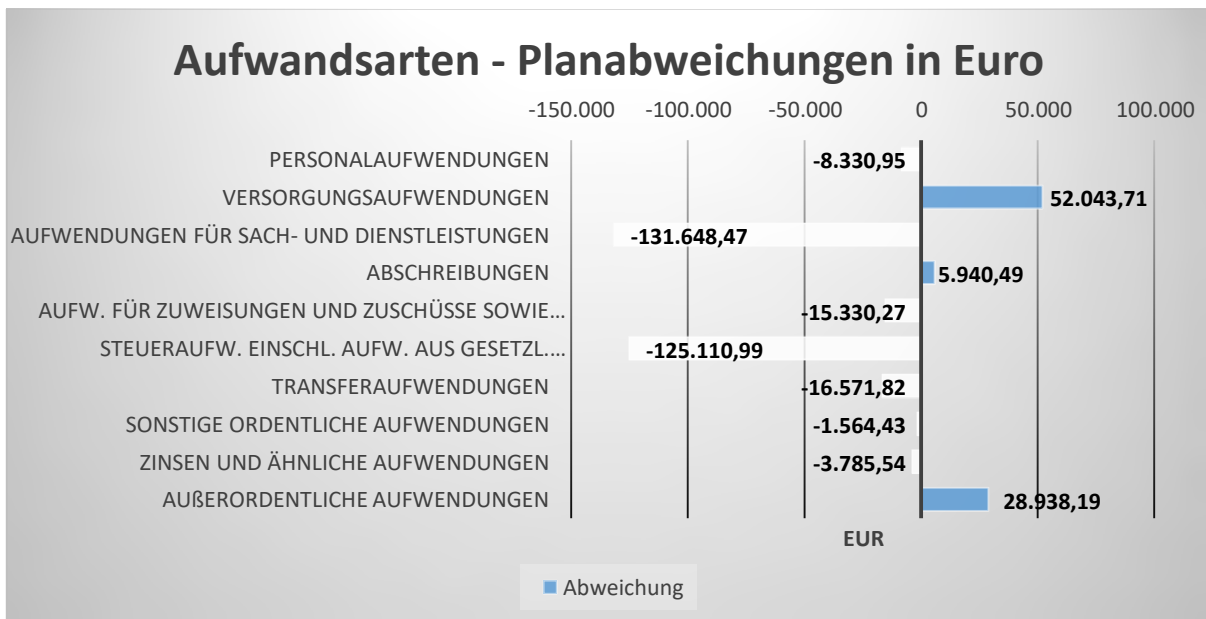 Aufwandsarten - Planabweichungen in Euro
-150.000 -100.000 -50.000 0 50.000 100.000
PERSONALAUFWENDUNGEN -8.330,95
VERSORGUNGSAUFWENDUNGEN 52.043,71
AUFWENDUNGEN FÜR SACH- UND DIENSTLEISTUNGEN -131.648,47
ABSCHREIBUNGEN 5.940,49
AUFW. FÜR ZUWEISUNGEN UND ZUSCHÜSSE SOWIE... -15.330,27
STEUERAUFW. EINSCHL. AUFW. AUS GESETZL.... -125.110,99
TRANSFERAUFWENDUNGEN -16.571,82
SONSTIGE ORDENTLICHE AUFWENDUNGEN -1.564,43
ZINSEN UND ÄHNLICHE AUFWENDUNGEN -3.785,54
AUßERORDENTLICHE AUFWENDUNGEN 28.938,19
EUR
Abweichung